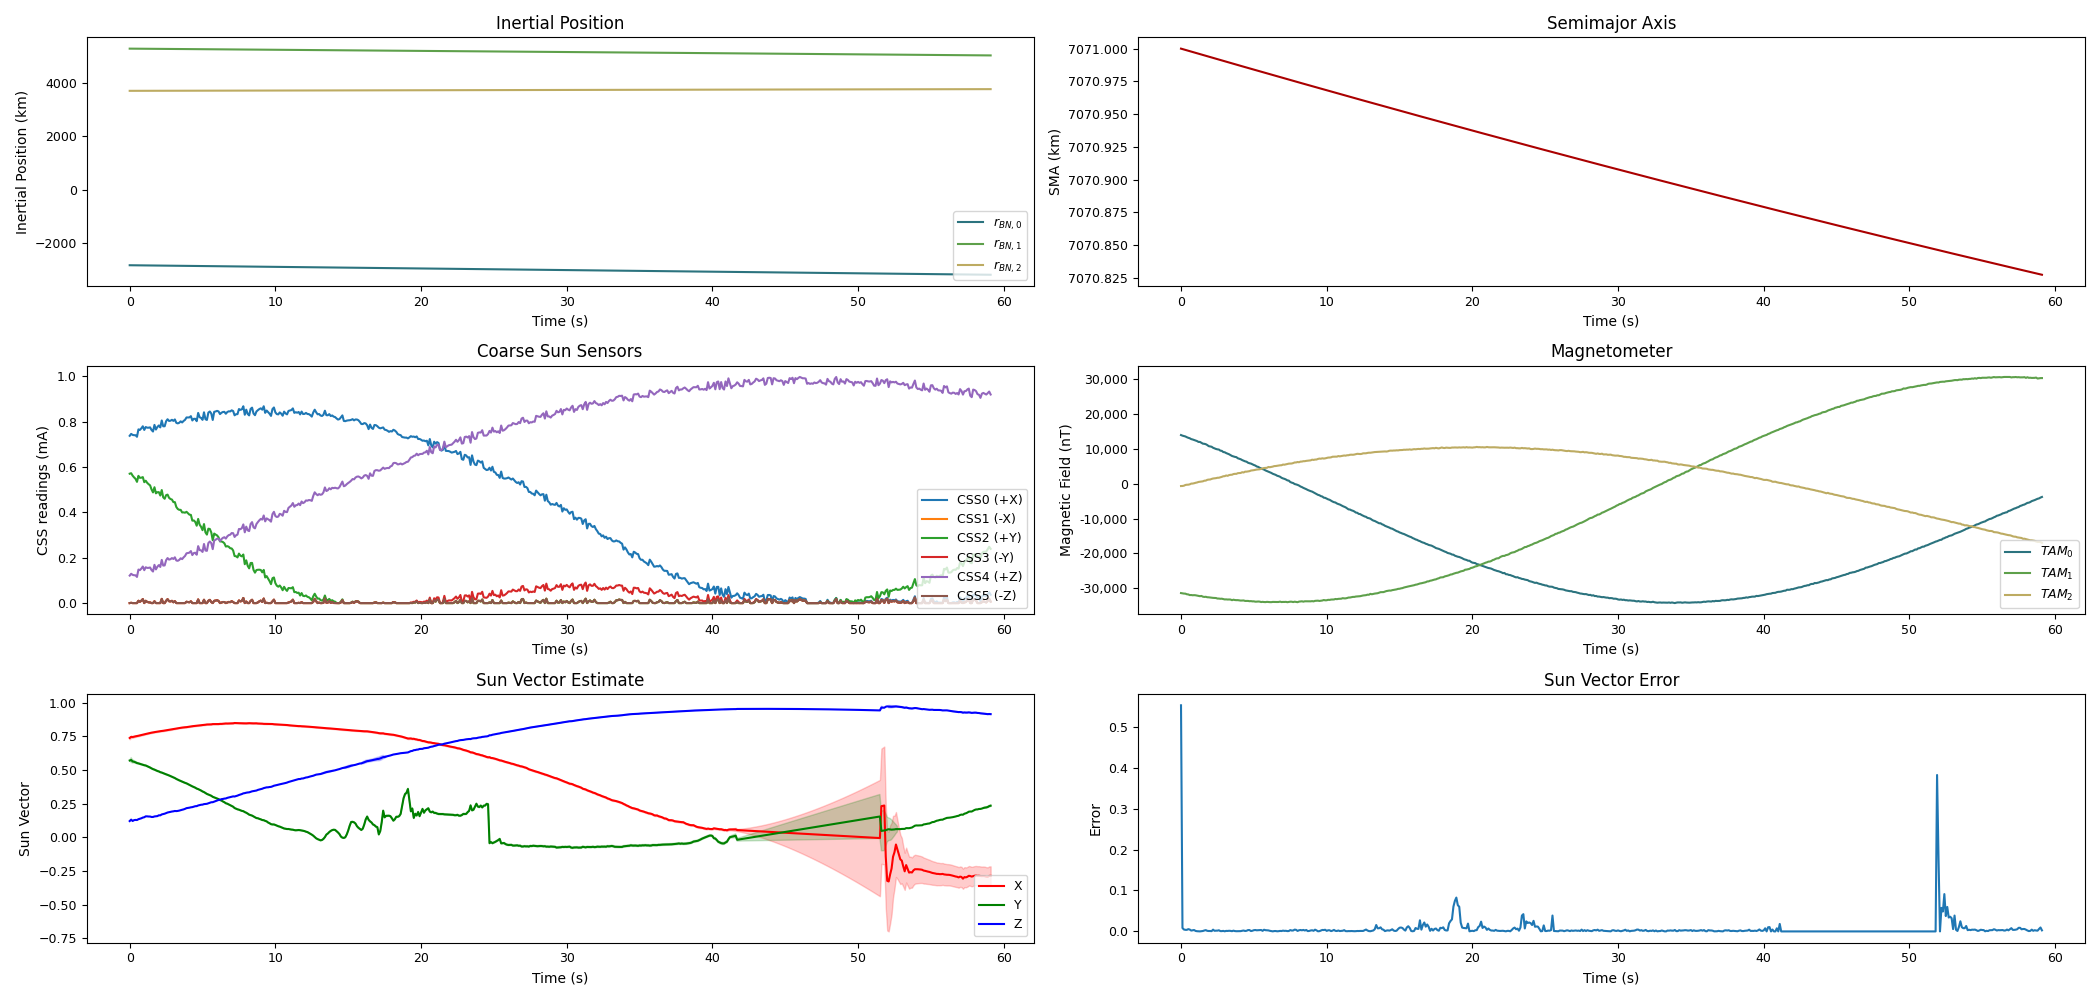 Inertial Position
Inertial Position (km)
4000
2000
0
−2000
r_{BN,0}
r_{BN,1}
r_{BN,2}
0 10 20 30 40 50 60
Time (s)
Semimajor Axis
SMA (km)
7071.000
7070.975
7070.950
7070.925
7070.900
7070.875
7070.850
7070.825
0 10 20 30 40 50 60
Time (s)
Coarse Sun Sensors
CSS readings (mA)
1.0
0.8
0.6
0.4
0.2
0.0
CSS0 (+X)
CSS1 (-X)
CSS2 (+Y)
CSS3 (-Y)
CSS4 (+Z)
CSS5 (-Z)
0 10 20 30 40 50 60
Time (s)
Magnetometer
Magnetic Field (nT)
30,000
20,000
10,000
0
-10,000
-20,000
-30,000
TAM_0
TAM_1
TAM_2
0 10 20 30 40 50 60
Time (s)
Sun Vector Estimate
Sun Vector
1.00
0.75
0.50
0.25
0.00
−0.25
−0.50
−0.75
X
Y
Z
0 10 20 30 40 50 60
Time (s)
Sun Vector Error
Error
0.5
0.4
0.3
0.2
0.1
0.0
0 10 20 30 40 50 60
Time (s)